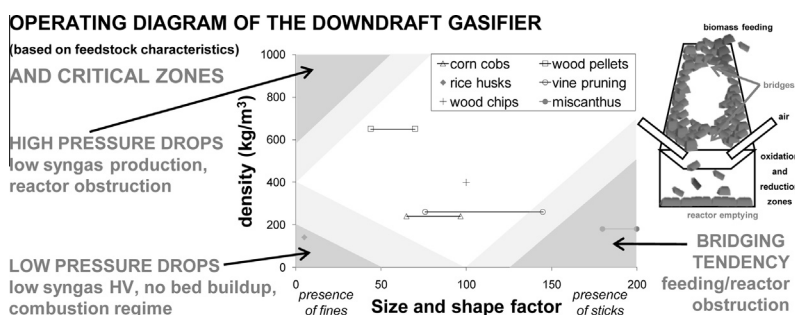 OPERATING DIAGRAM OF THE DOWNDRAFT GASIFIER
(based on feedstock characteristics)
AND CRITICAL ZONES
HIGH PRESSURE DROPS
low syngas production,
reactor obstruction
LOW PRESSURE DROPS
low syngas HV, no bed buildup,
combustion regime
density (kg/m³)
1000
800
600
400
200
0
corn cobs
wood pellets
rice husks
vine pruning
wood chips
miscanthus
0
50
100
150
200
presence
of fines
Size and shape factor
presence
of sticks
biomass feeding
bridges
air
oxidation
and
reduction
zones
reactor emptying
BRIDGING
TENDENCY
feeding/reactor
obstruction